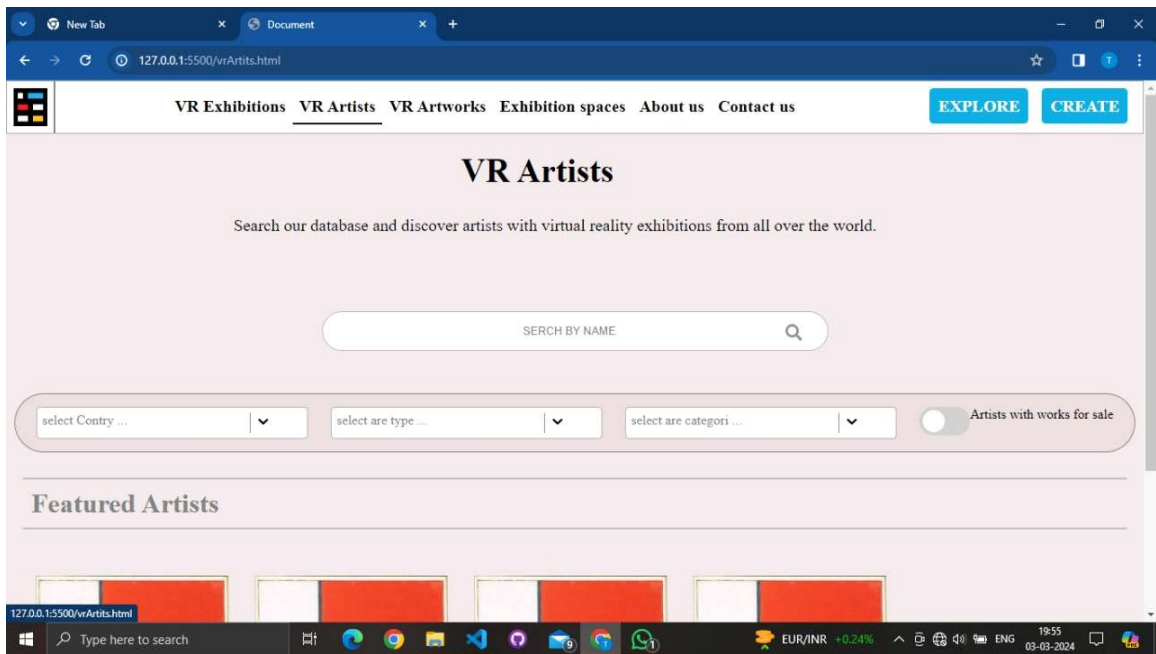 New Tab
Document
127.0.0.1:5500/vrArtits.html
VR Exhibitions VR Artists VR Artworks Exhibition spaces About us Contact us EXPLORE CREATE
VR Artists
Search our database and discover artists with virtual reality exhibitions from all over the world.
SERCH BY NAME
select Contry ... select are type ... select are categori ... Artists with works for sale
Featured Artists
127.0.0.1:5500/vrArtits.html
Type here to search 9 1 EUR/INR +0.24% ENG 19:55
03-03-2024